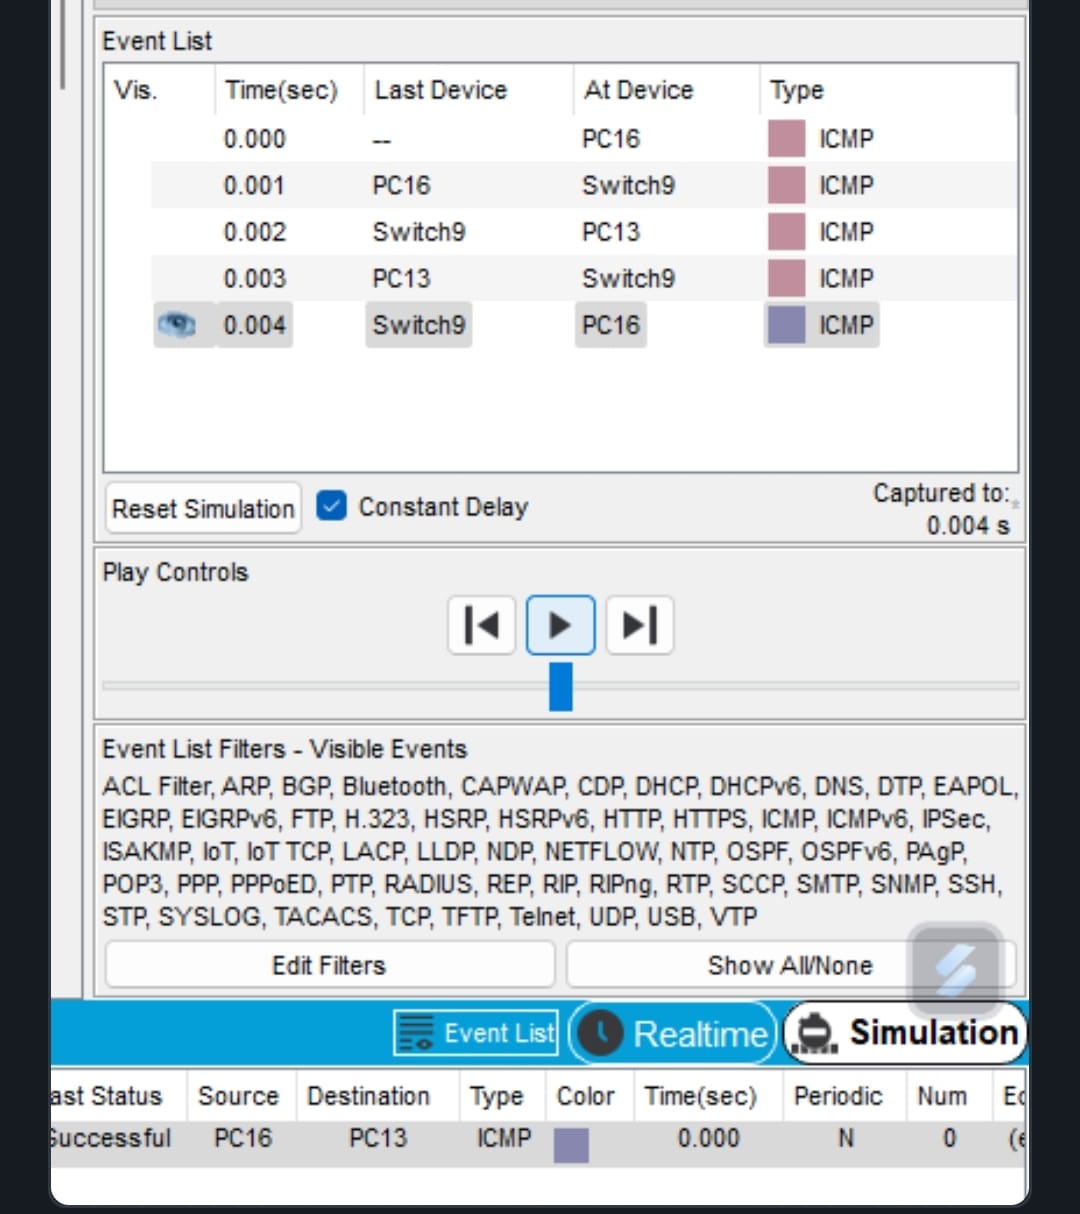 Event List
Vis. Time(sec) Last Device At Device Type
0.000 -- PC16 ICMP
0.001 PC16 Switch9 ICMP
0.002 Switch9 PC13 ICMP
0.003 PC13 Switch9 ICMP
0.004 Switch9 PC16 ICMP
Reset Simulation Constant Delay Captured to:
0.004 s
Play Controls
Event List Filters - Visible Events
ACL Filter, ARP, BGP, Bluetooth, CAPWAP, CDP, DHCP, DHCPv6, DNS, DTP, EAPOL,
EIGRP, EIGRPv6, FTP, H.323, HSRP, HSRPv6, HTTP, HTTPS, ICMP, ICMPv6, IPSec,
ISAKMP, IoT, IoT TCP, LACP, LLDP, NDP, NETFLOW, NTP, OSPF, OSPFv6, PAgP,
POP3, PPP, PPPoED, PTP, RADIUS, REP, RIP, RIPng, RTP, SCCP, SMTP, SNMP, SSH,
STP, SYSLOG, TACACS, TCP, TFTP, Telnet, UDP, USB, VTP
Edit Filters Show All/None
Event List Realtime Simulation
ast Status Source Destination Type Color Time(sec) Periodic Num
Successful PC16 PC13 ICMP 0.000 N 0